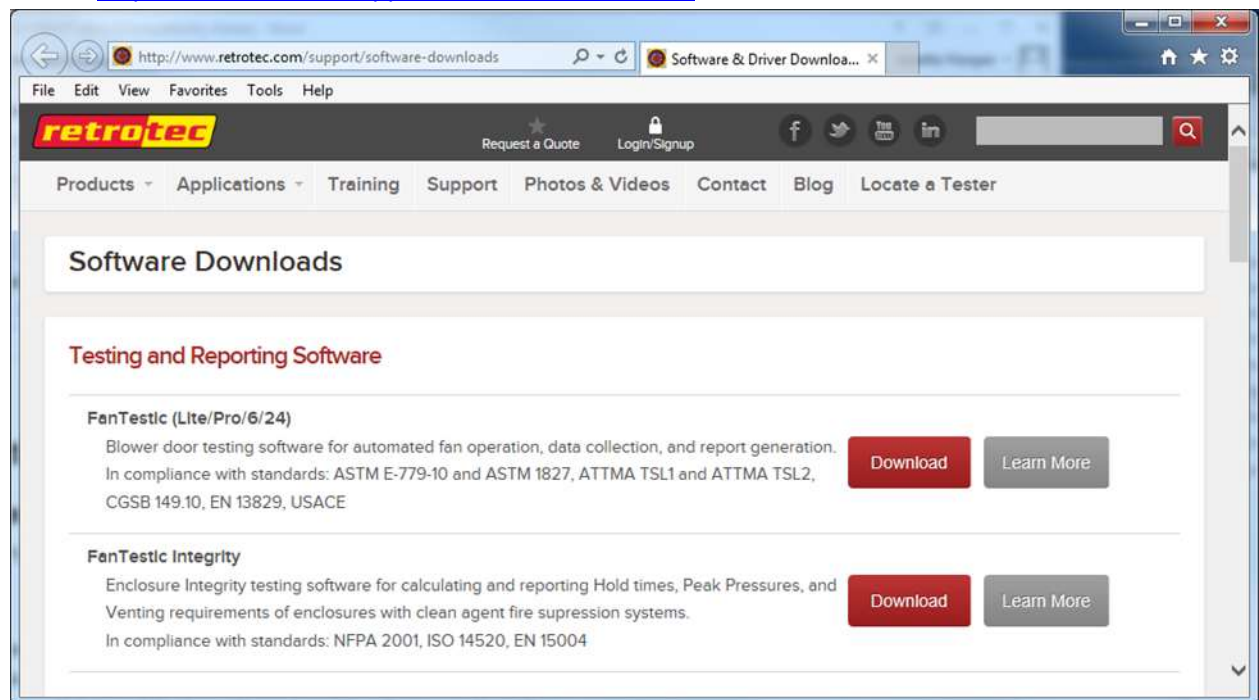 http://www.retrotec.com/support/software-downloads
Software & Driver Downloa...
File Edit View Favorites Tools Help
retrotec
Request a Quote Login/Signup
You Tube
f in
Products Applications Training Support Photos & Videos Contact Blog Locate a Tester
Software Downloads
Testing and Reporting Software
FanTestic (Lite/Pro/6/24)
Blower door testing software for automated fan operation, data collection, and report generation.
In compliance with standards: ASTM E-779-10 and ASTM 1827, ATTMA TSL1 and ATTMA TSL2,
CGSB 149.10, EN 13829, USACE
Download Learn More
FanTestic Integrity
Enclosure Integrity testing software for calculating and reporting Hold times, Peak Pressures, and
Venting requirements of enclosures with clean agent fire supression systems.
In compliance with standards: NFPA 2001, ISO 14520, EN 15004
Download Learn More